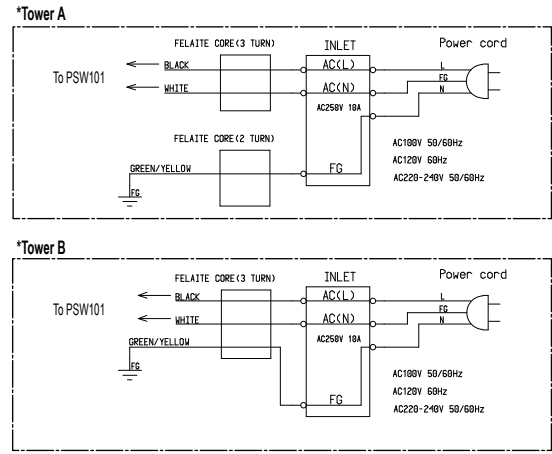 *Tower A
FELAITE CORE(3 TURN)
INLET
Power cord
To PSW101
BLACK
AC(L)
L
FG
WHITE
AC(N)
N
AC250V 10A
FELAITE CORE(2 TURN)
AC100V 50/60Hz
AC120V 60Hz
GREEN/YELLOW
FG
AC220-240V 50/60Hz
FG
*Tower B
FELAITE CORE(3 TURN)
INLET
Power cord
To PSW101
BLACK
AC(L)
L
FG
WHITE
AC(N)
N
AC250V 10A
GREEN/YELLOW
FG
AC100V 50/60Hz
AC120V 60Hz
FG
AC220-240V 50/60Hz